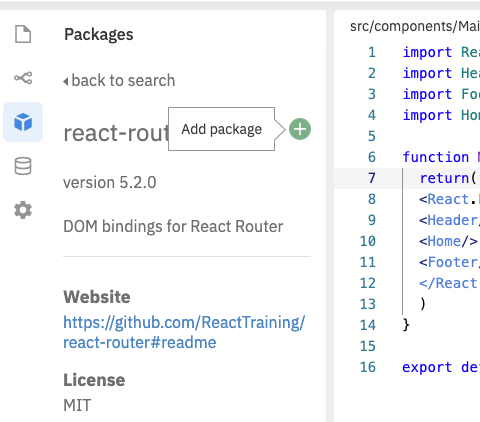 Packages
back to search
react-rout
Add package
version 5.2.0
DOM bindings for React Router
Website
https://github.com/ReactTraining/
react-router#readme
License
MIT
src/components/Mai
1 import Rea
2 import Hea
3 import Foo
4 import Hom
5
6 function M
7 return(
8 <React.
9 <Header/
10 <Home/>
11 <Footer/
12 </React
13 )
14 }
15
16 export def